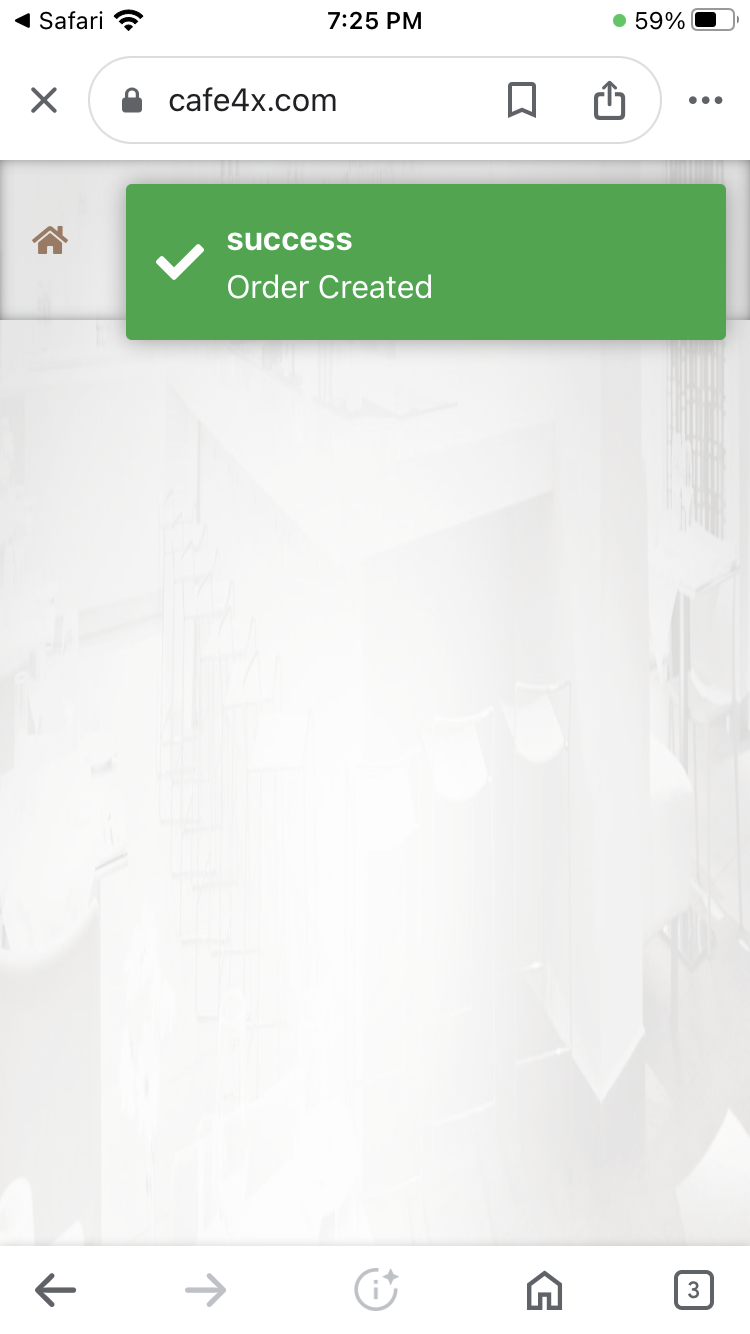 Safari
7:25 PM
59%
cafe4x.com
success
Order Created
3